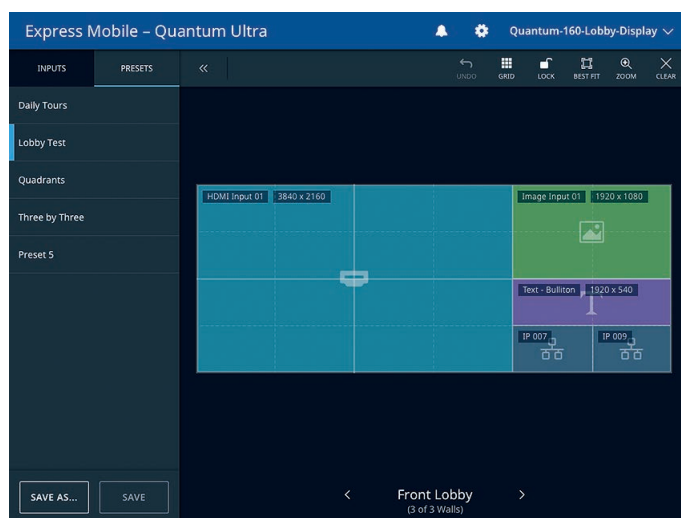 Express Mobile – Quantum Ultra
Quantum-160-Lobby-Display
INPUTS
PRESETS
UNDO
GRID
LOCK
BEST FIT
ZOOM
CLEAR
Daily Tours
Lobby Test
Quadrants
Three by Three
Preset 5
HDMI Input 01 3840 x 2160
Image Input 01 1920 x 1080
Text - Bulliton 1920 x 540
IP 007
IP 009
SAVE AS...
SAVE
Front Lobby
(3 of 3 Walls)